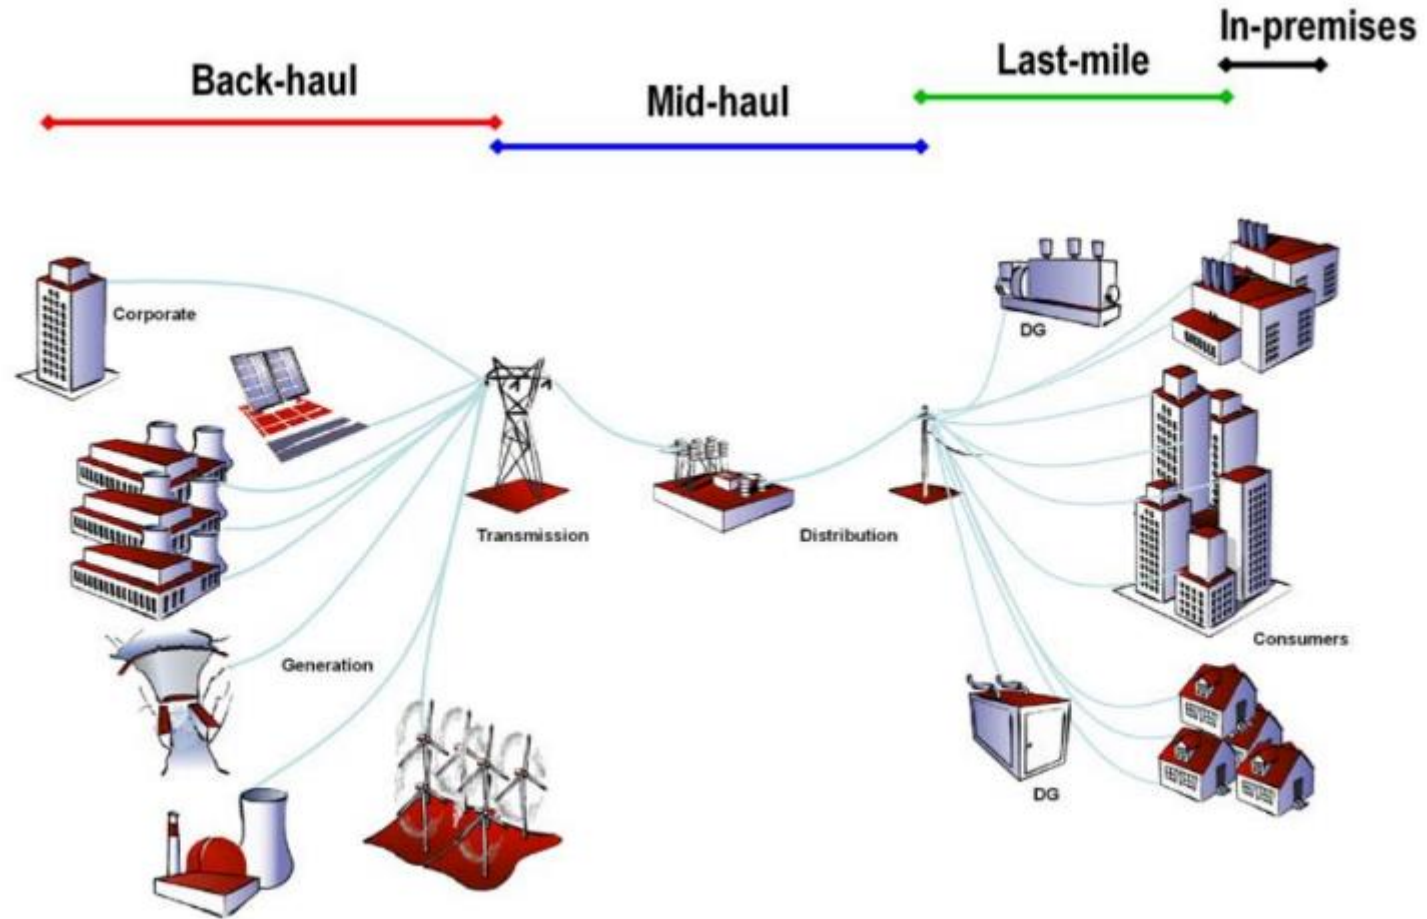 In-premises
Last-mile
Back-haul
Mid-haul
Corporate
DG
Transmission
Distribution
Consumers
Generation
DG